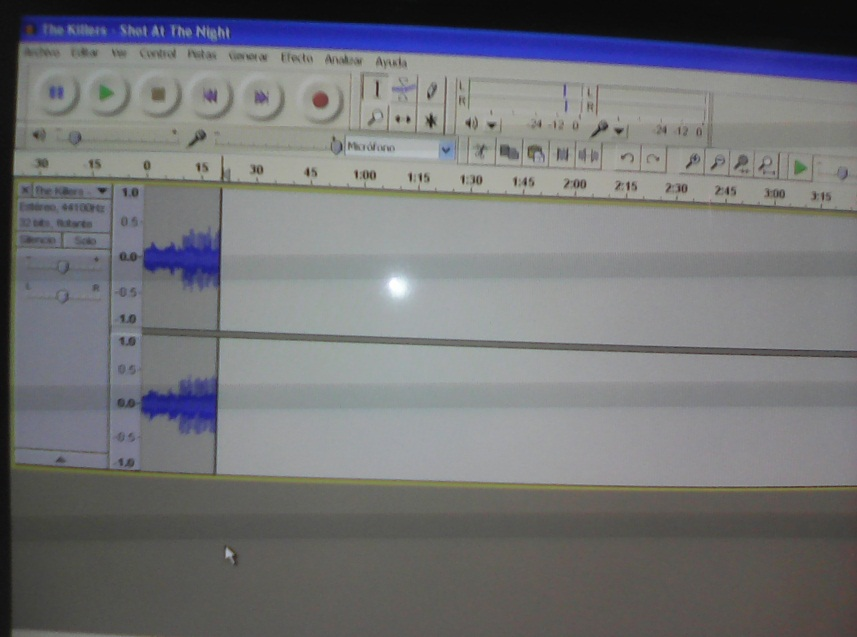 The Killers - Shot At The Night
Archivo Editar Ver Control Pistas Generar Efecto Analizar Ayuda
L
R
-24 -12 0
L
R
-24 -12 0
- +
-
Micrófono
-30 -15 0 15 30 45 1:00 1:15 1:30 1:45 2:00 2:15 2:30 2:45 3:00 3:15
The Killers -
Estéreo, 44100Hz
32 bits, flotante
Silencio Solo
- +
L R
1.0
0.5
0.0
-0.5
-1.0
1.0
0.5
0.0
-0.5
-1.0